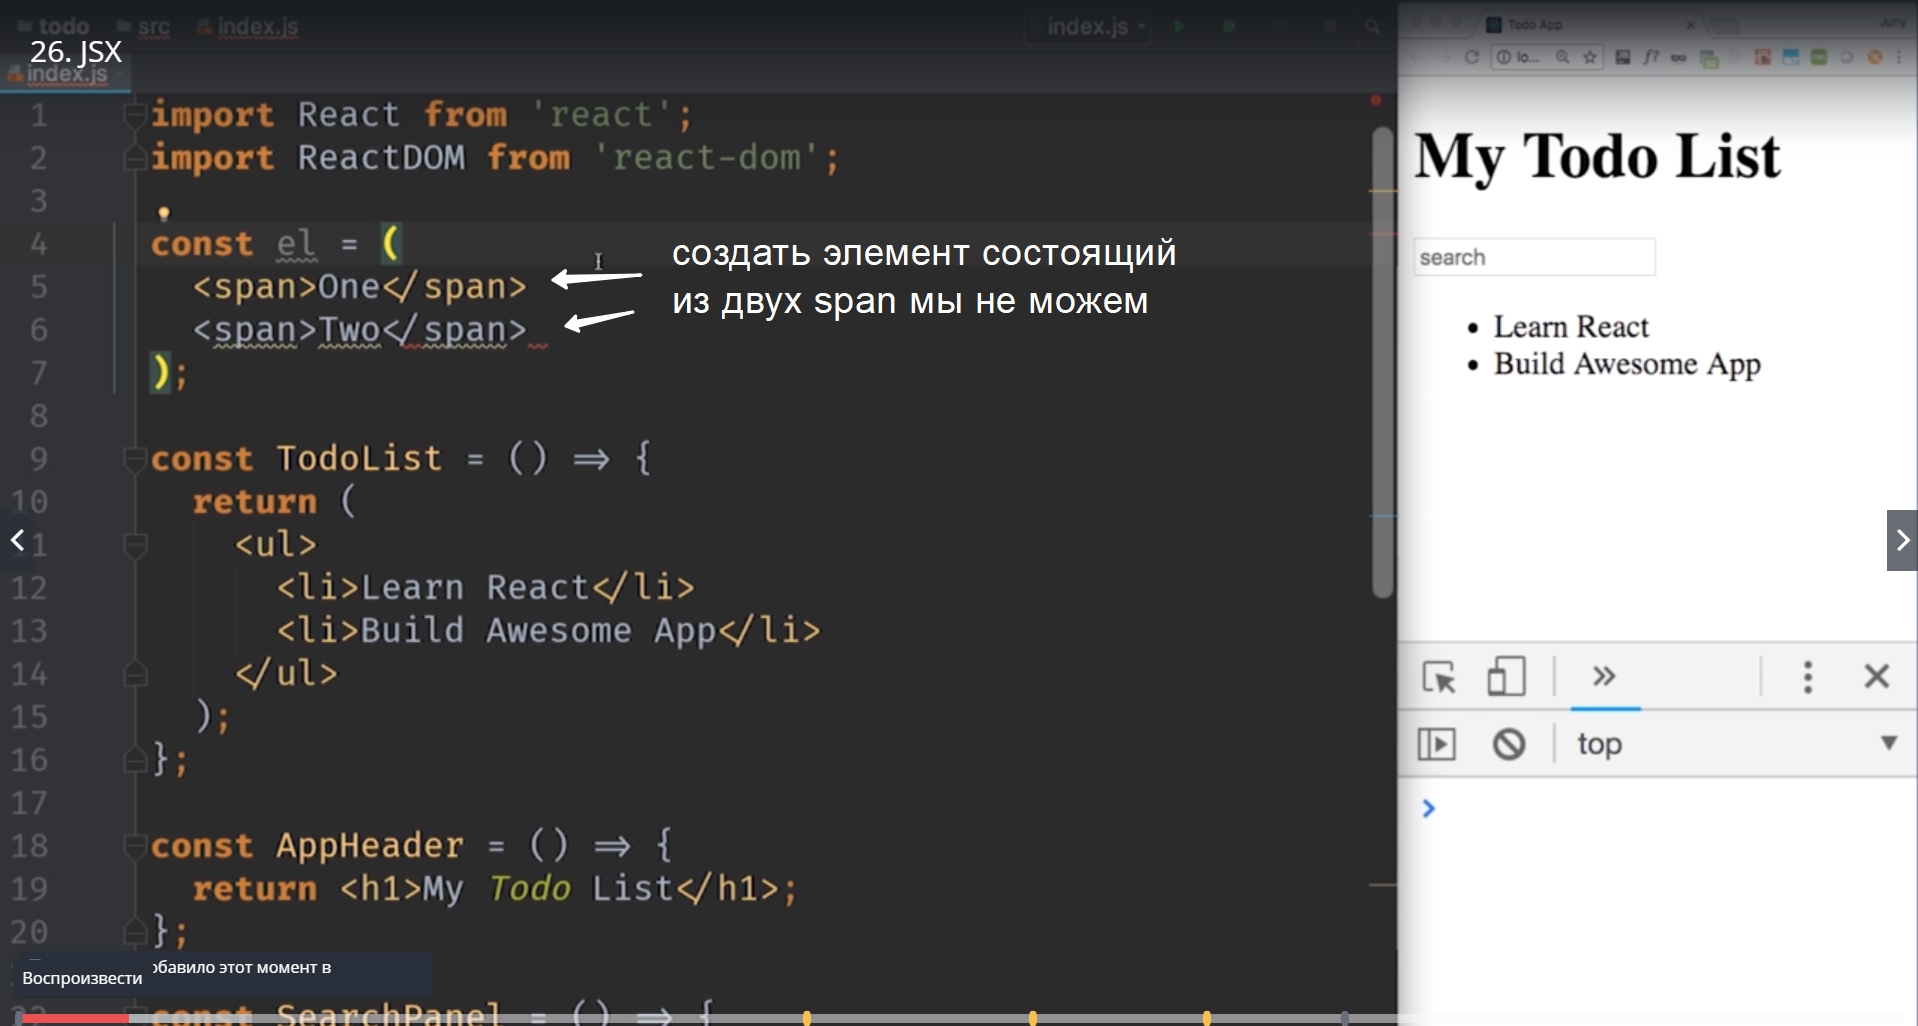 todo src index.js index.js
26. JSX
index.js
Todo App
Juriy
lo...
1 import React from 'react';
2 import ReactDOM from 'react-dom';
3
4 const el = (
5 <span>One</span>
6 <span>Two</span>
7 );
8
9 const TodoList = () => {
10 return (
11 <ul>
12 <li>Learn React</li>
13 <li>Build Awesome App</li>
14 </ul>
15 );
16 };
17
18 const AppHeader = () => {
19 return <h1>My Todo List</h1>;
20 };
22 const SearchPanel = () => {
создать элемент состоящий
из двух span мы не можем
обавило этот момент в
Воспроизвести
My Todo List
search
Learn React
Build Awesome App
top